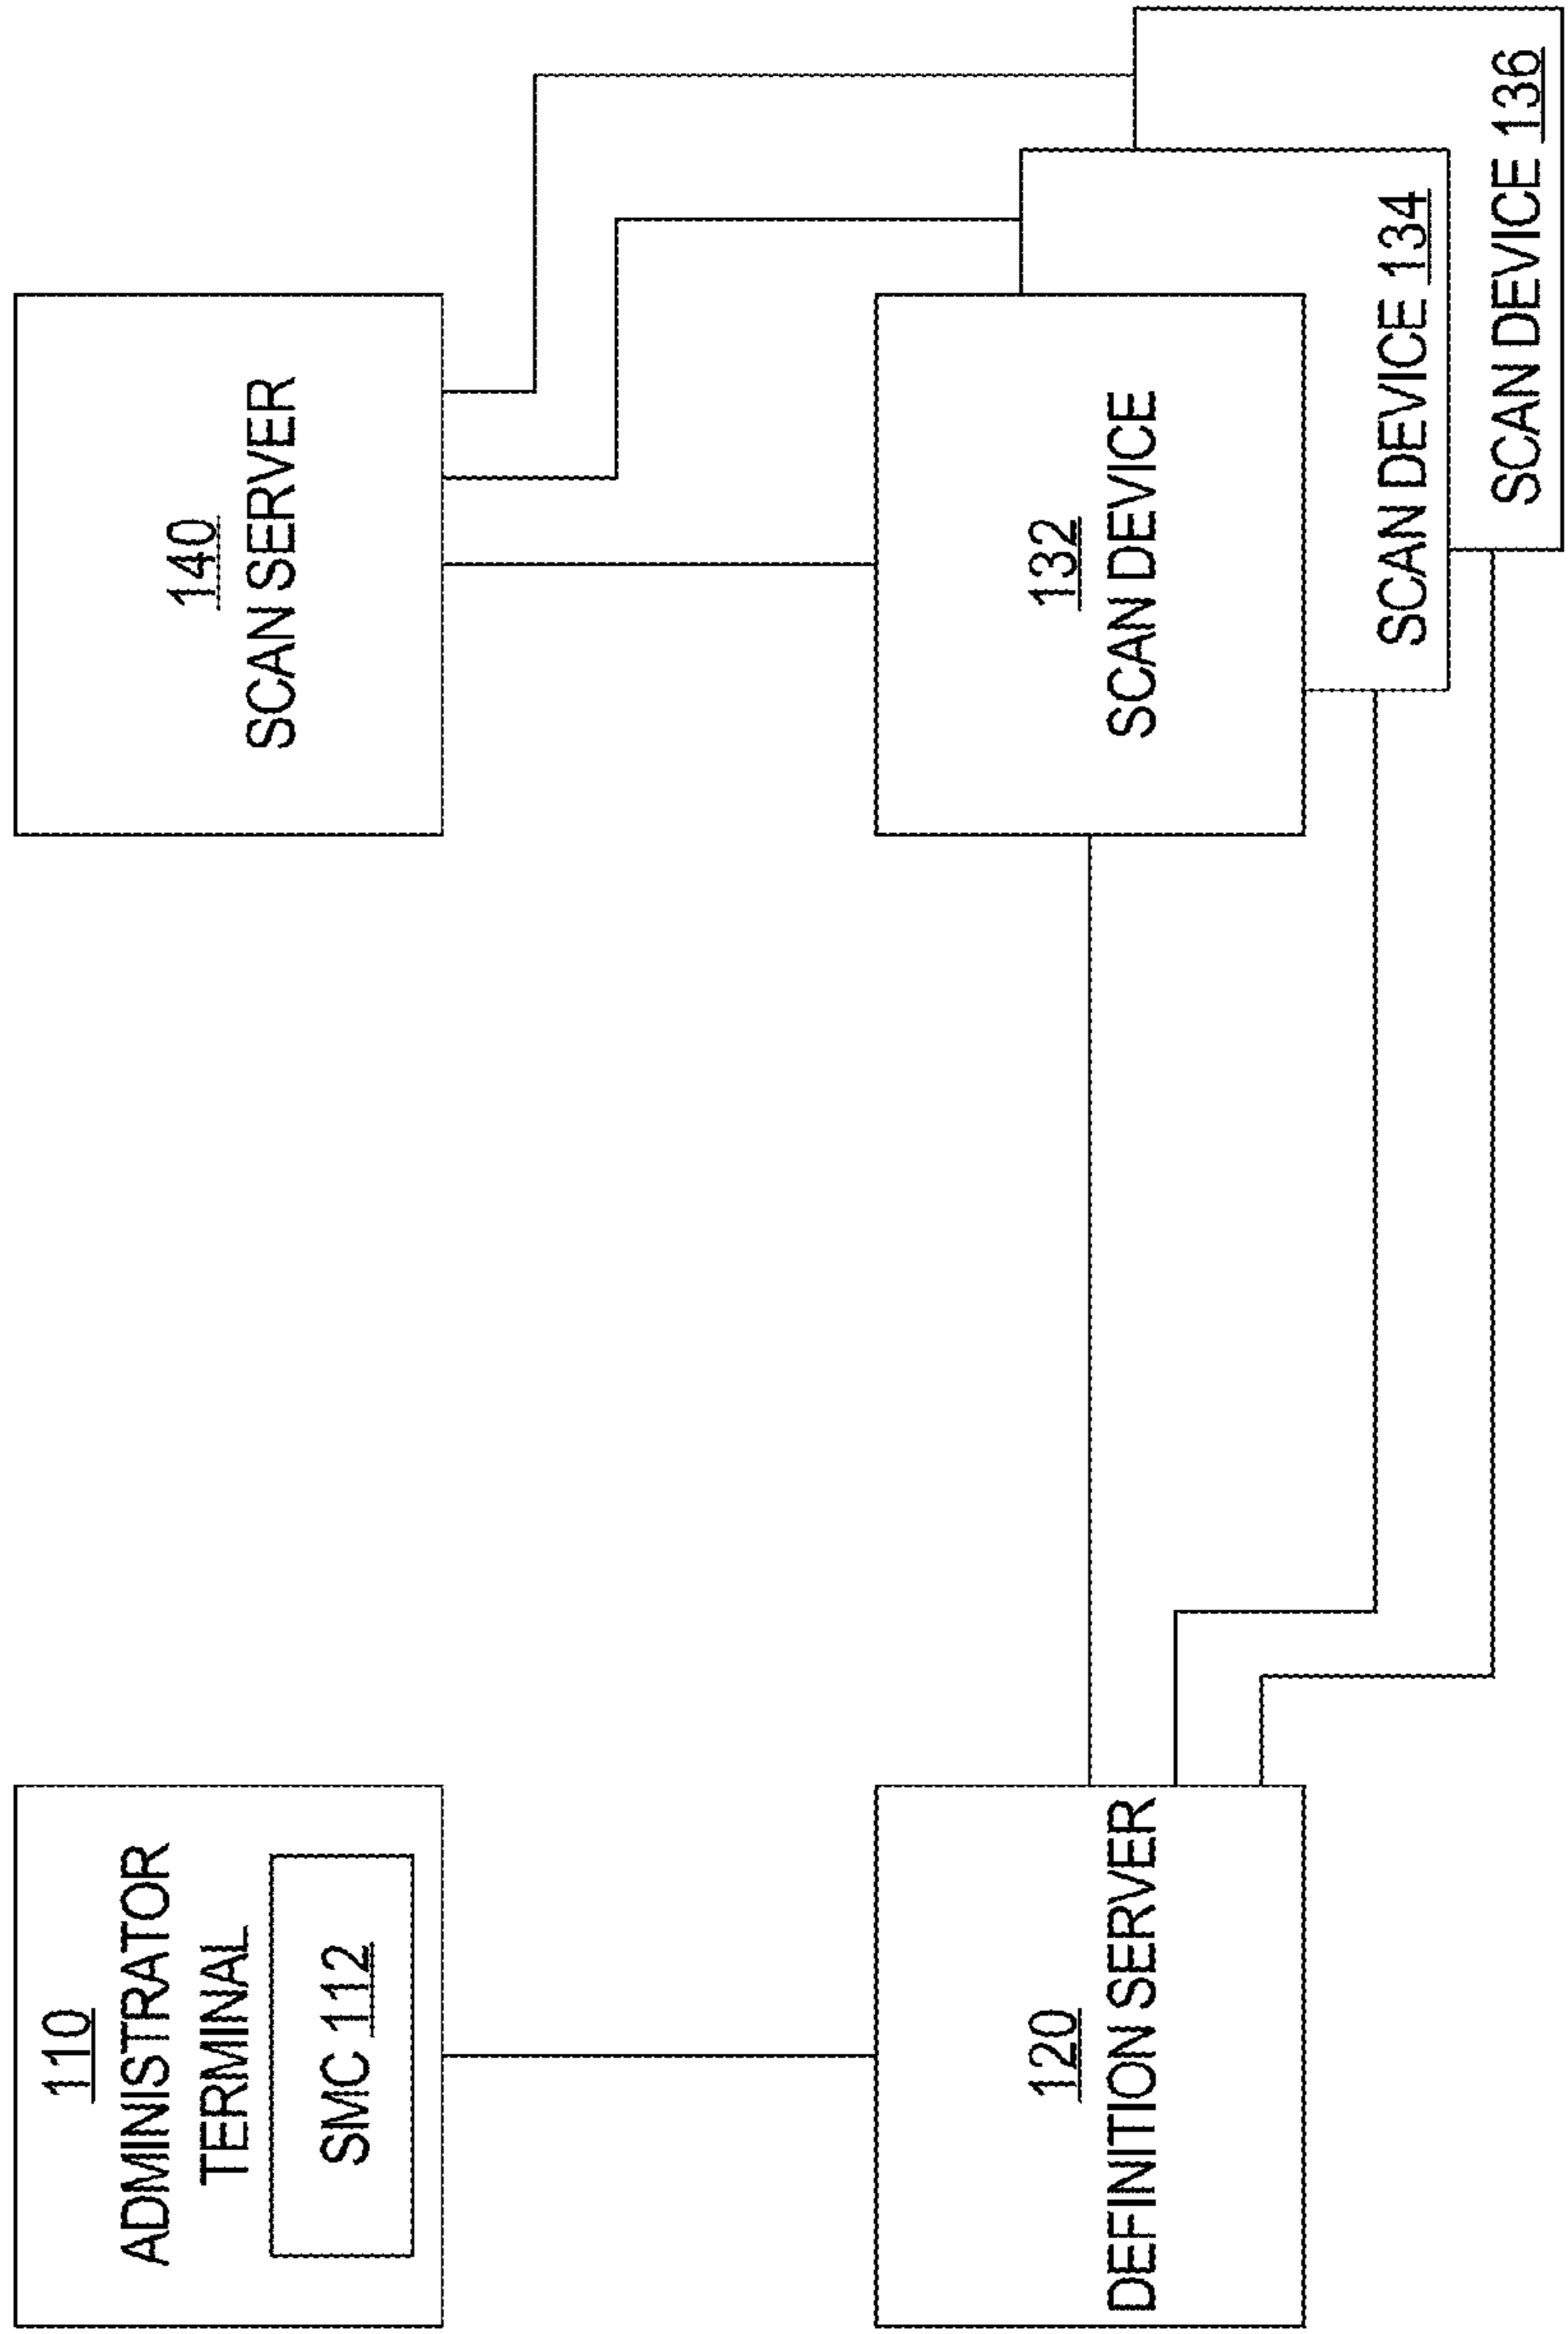 110
ADMINISTRATOR
TERMINAL
SMC 112
140
SCAN SERVER
120
DEFINITION SERVER
132
SCAN DEVICE
SCAN DEVICE 134
SCAN DEVICE 136